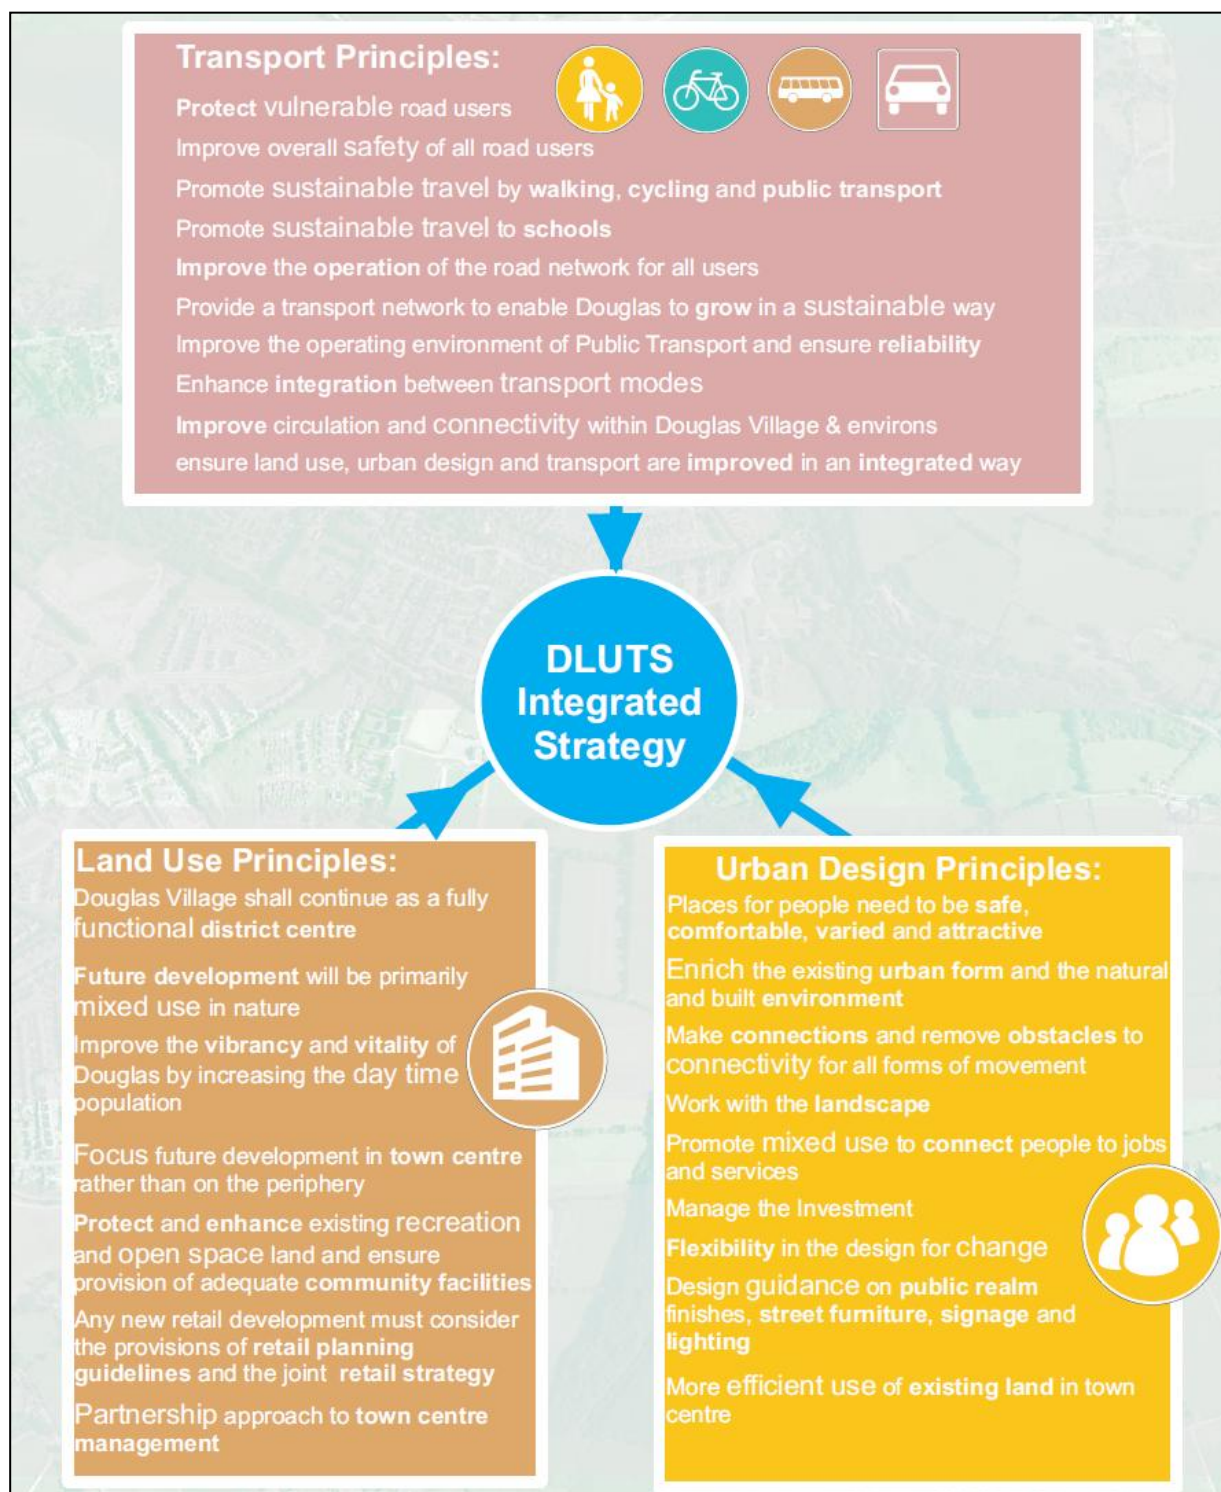 Transport Principles:
Protect vulnerable road users
Improve overall safety of all road users
Promote sustainable travel by walking, cycling and public transport
Promote sustainable travel to schools
Improve the operation of the road network for all users
Provide a transport network to enable Douglas to grow in a sustainable way
Improve the operating environment of Public Transport and ensure reliability
Enhance integration between transport modes
Improve circulation and connectivity within Douglas Village & environs
ensure land use, urban design and transport are improved in an integrated way
DLUTS
Integrated
Strategy
Land Use Principles:
Douglas Village shall continue as a fully
functional district centre
Future development will be primarily
mixed use in nature
Improve the vibrancy and vitality of
Douglas by increasing the day time
population
Focus future development in town centre
rather than on the periphery
Protect and enhance existing recreation
and open space land and ensure
provision of adequate community facilities
Any new retail development must consider
the provisions of retail planning
guidelines and the joint retail strategy
Partnership approach to town centre
management
Urban Design Principles:
Places for people need to be safe,
comfortable, varied and attractive
Enrich the existing urban form and the natural
and built environment
Make connections and remove obstacles to
connectivity for all forms of movement
Work with the landscape
Promote mixed use to connect people to jobs
and services
Manage the Investment
Flexibility in the design for change
Design guidance on public realm
finishes, street furniture, signage and
lighting
More efficient use of existing land in town
centre